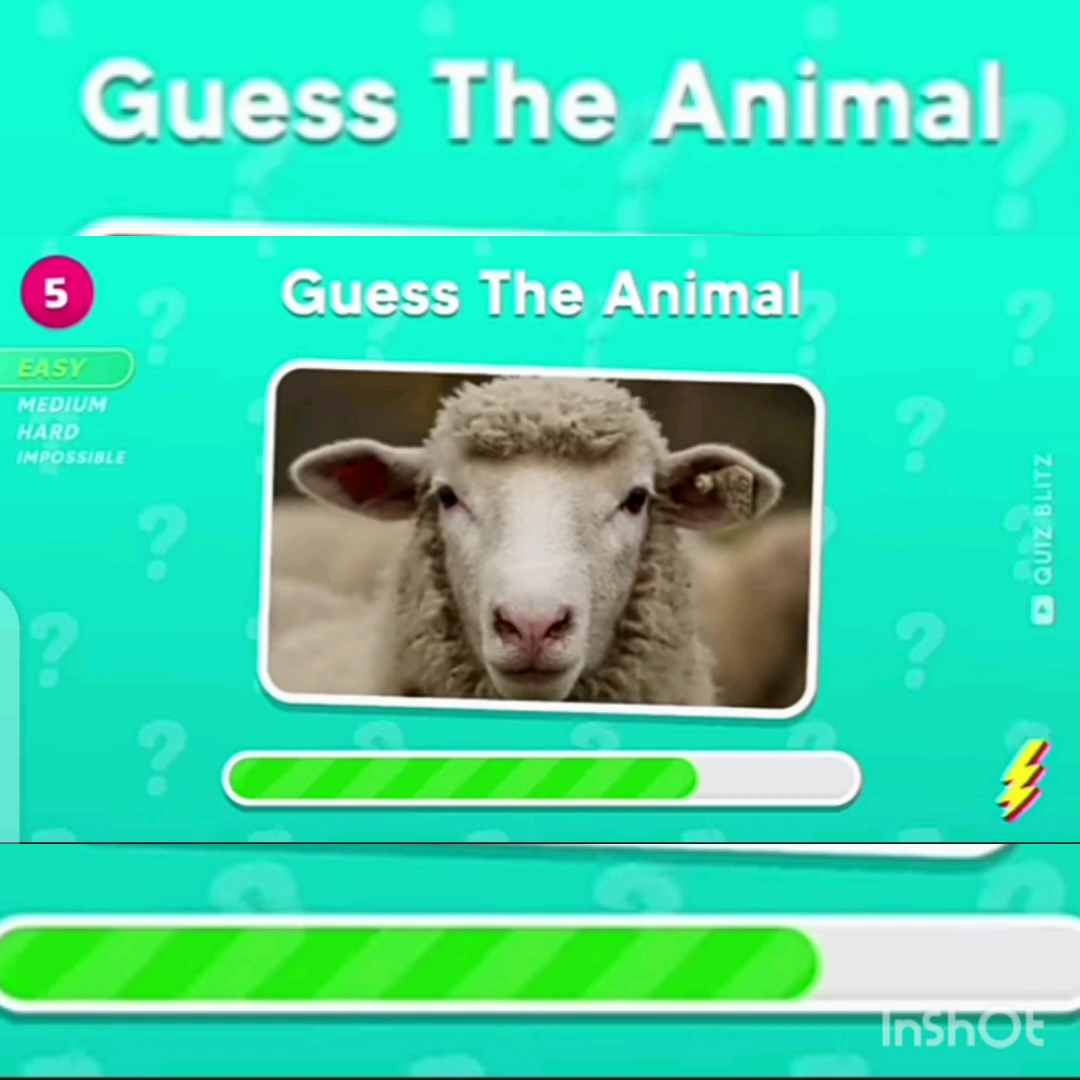 Guess The Animal
5
Guess The Animal
EASY
MEDIUM
HARD
IMPOSSIBLE
QUIZ BLITZ
InShOt